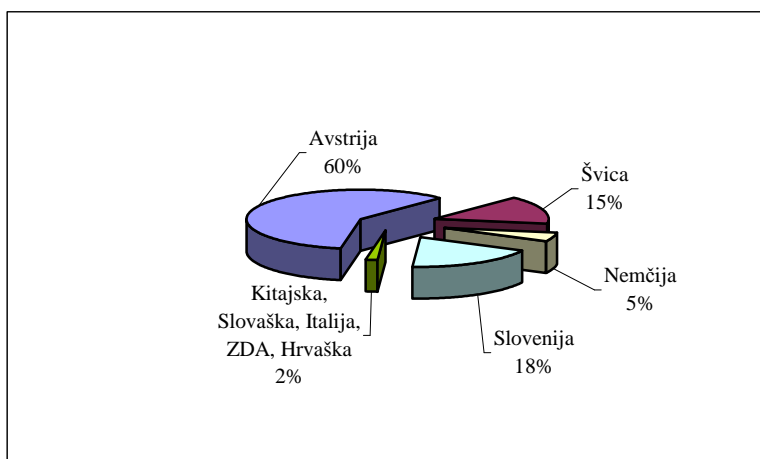 Avstrija
60%
Švica
15%
Nemčija
5%
Slovenija
18%
Kitajska,
Slovaška, Italija,
ZDA, Hrvaška
2%